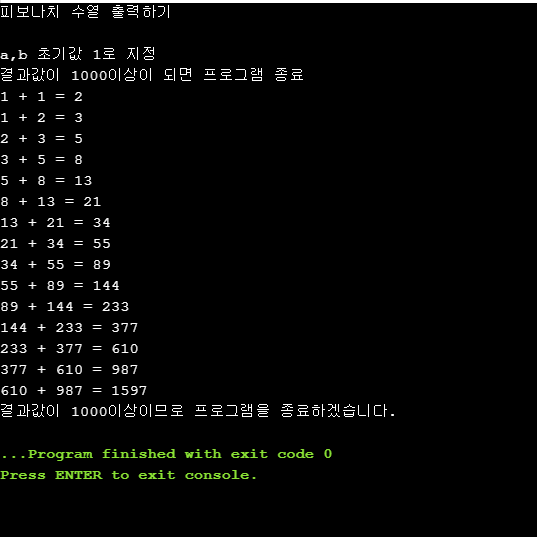 피보나치 수열 출력하기
a,b 초기값 1로 지정
결과값이 1000이상이 되면 프로그램 종료
1 + 1 = 2
1 + 2 = 3
2 + 3 = 5
3 + 5 = 8
5 + 8 = 13
8 + 13 = 21
13 + 21 = 34
21 + 34 = 55
34 + 55 = 89
55 + 89 = 144
89 + 144 = 233
144 + 233 = 377
233 + 377 = 610
377 + 610 = 987
610 + 987 = 1597
결과값이 1000이상이므로 프로그램을 종료하겠습니다.
...Program finished with exit code 0
Press ENTER to exit console.